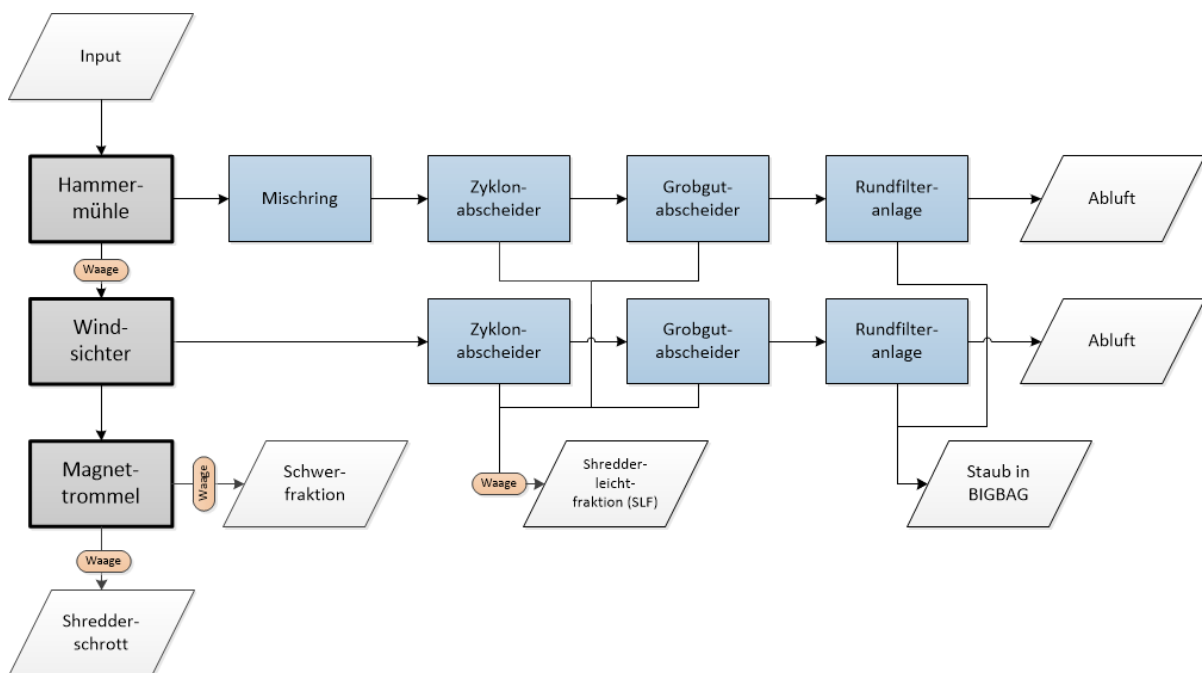 Input
Hammer-
mühle
Mischring
Zyklon-
abscheider
Grobgut-
abscheider
Rundfilter-
anlage
Abluft
Waage
Wind-
sichter
Zyklon-
abscheider
Grobgut-
abscheider
Rundfilter-
anlage
Abluft
Magnet-
trommel
Waage
Schwer-
fraktion
Waage
Shredder-
leicht-
fraktion (SLF)
Staub in
BIGBAG
Waage
Shredder-
schrott